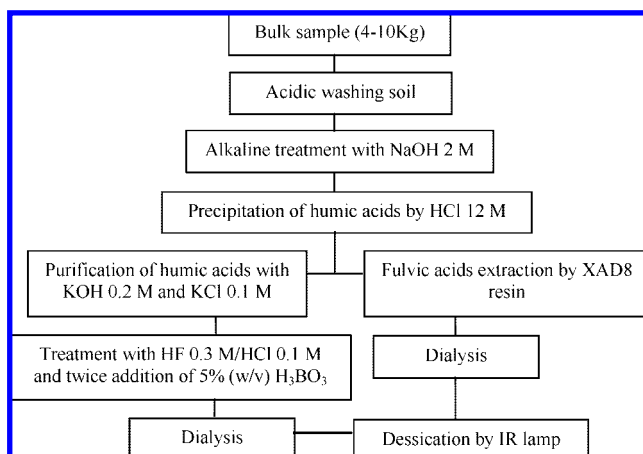 Bulk sample (4-10Kg)
Acidic washing soil
Alkaline treatment with NaOH 2 M
Precipitation of humic acids by HCl 12 M
Purification of humic acids with
KOH 0.2 M and KCl 0.1 M
Fulvic acids extraction by XAD8
resin
Treatment with HF 0.3 M/HCl 0.1 M
and twice addition of 5% (w/v) H₃BO₃
Dialysis
Dialysis
Dessication by IR lamp